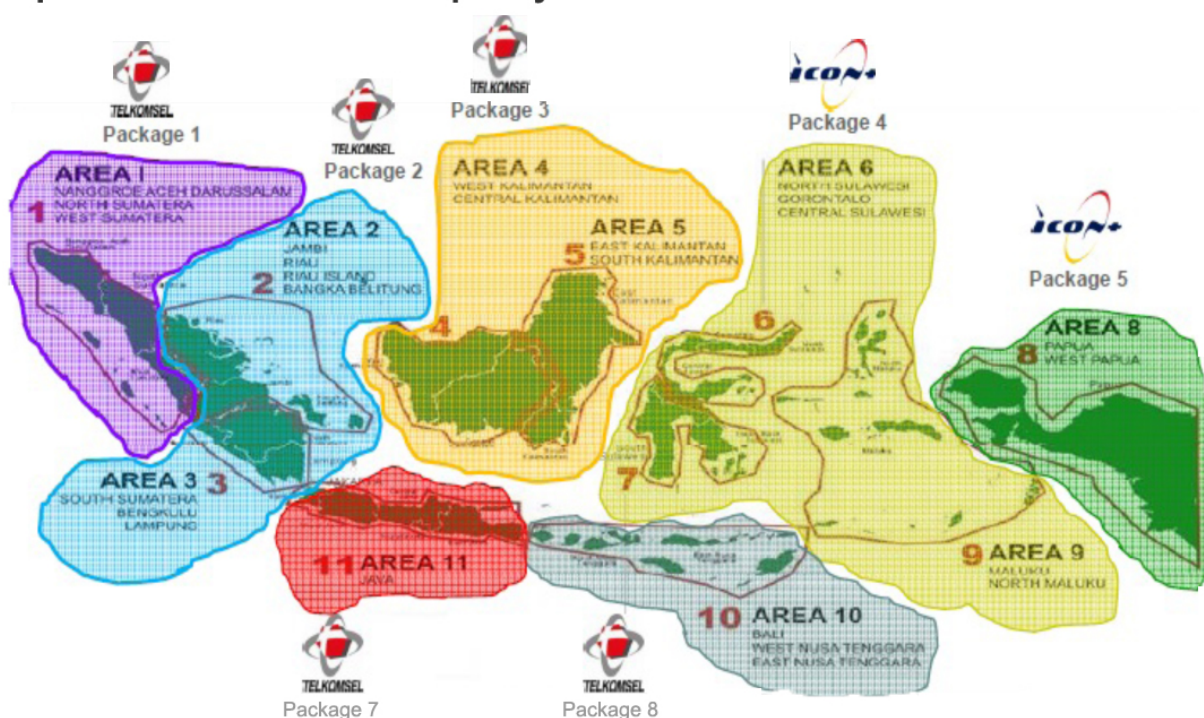 TELKOMSEL
Package 1
TELKOMSEL
Package 2
TELKOMSEL
Package 3
icon+
Package 4
icon+
Package 5
AREA I
NANGGROE ACEH DARUSSALAM
NORTH SUMATERA
WEST SUMATERA
1
AREA 2
JAMBI
RIAU
RIAU ISLAND
BANGKA BELITUNG
2
AREA 4
WEST KALIMANTAN
CENTRAL KALIMANTAN
4
AREA 5
EAST KALIMANTAN
SOUTH KALIMANTAN
5
AREA 6
NORTH SULAWESI
GORONTALO
CENTRAL SULAWESI
6
7
AREA 8
PAPUA
WEST PAPUA
8
Riau
Maluku
AREA 3
SOUTH SUMATERA
BENGKULU
LAMPUNG
3
11 AREA 11
JAVA
9 AREA 9
MALUKU
NORTH MALUKU
10 AREA 10
BALI
WEST NUSA TENGGARA
EAST NUSA TENGGARA
TELKOMSEL
Package 7
TELKOMSEL
Package 8